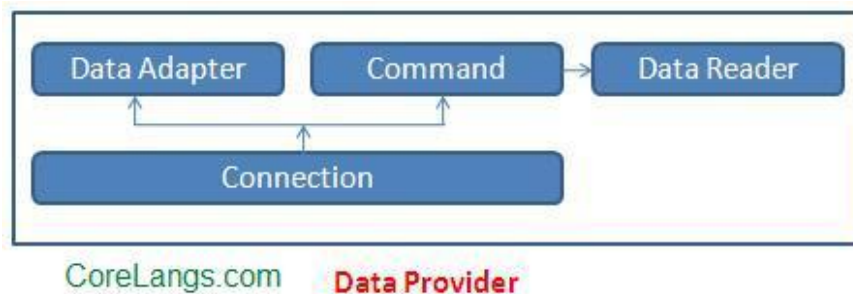 Data Adapter
Command
Data Reader
Connection
CoreLangs.com
Data Provider